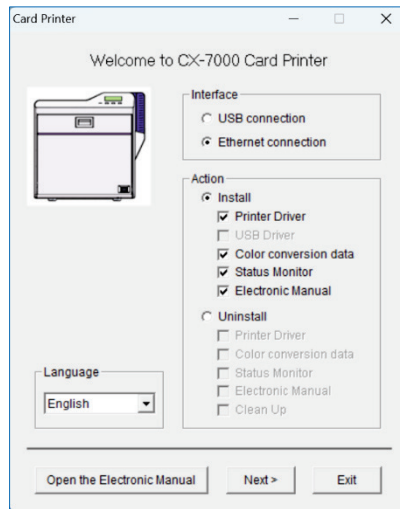 Card Printer
Welcome to CX-7000 Card Printer
Interface
USB connection
Ethernet connection
Action
Install
Printer Driver
USB Driver
Color conversion data
Status Monitor
Electronic Manual
Uninstall
Printer Driver
Color conversion data
Status Monitor
Electronic Manual
Clean Up
Language
English
Open the Electronic Manual
Next >
Exit